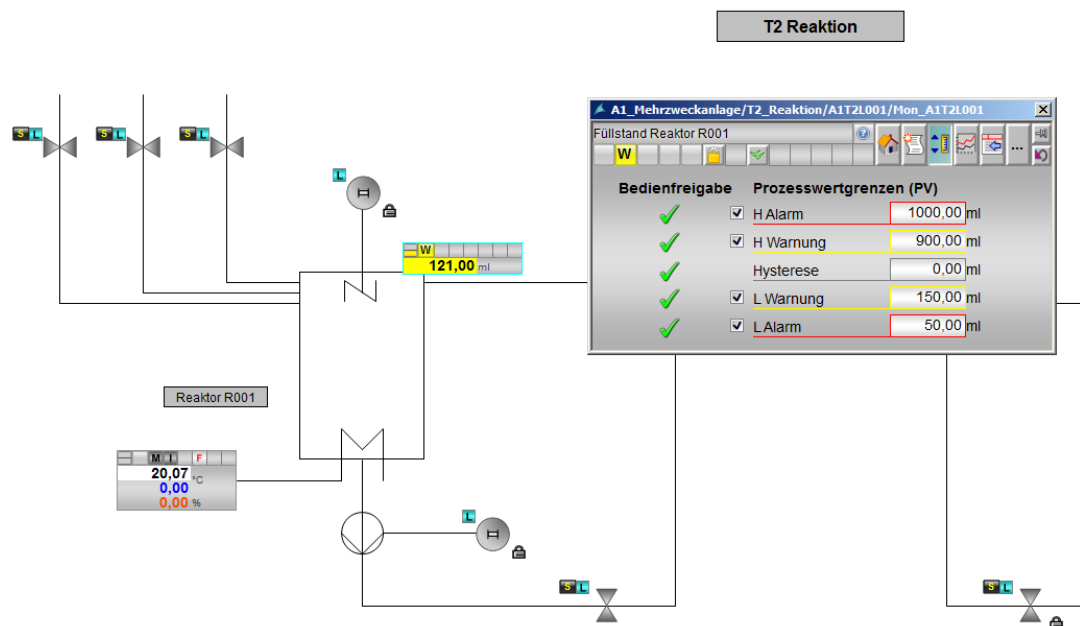 T2 Reaktion
A1_Mehrzweckanlage/T2_Reaktion/A1T2L001/Mon_A1T2L001
Füllstand Reaktor R001
W
...
Bedienfreigabe Prozesswertgrenzen (PV)
H Alarm 1000,00 ml
H Warnung 900,00 ml
Hysterese 0,00 ml
L Warnung 150,00 ml
L Alarm 50,00 ml
S L
S L
S L
L
W
121,00 ml
Reaktor R001
M I F
20,07 °C
0,00
0,00 %
L
S L
S L